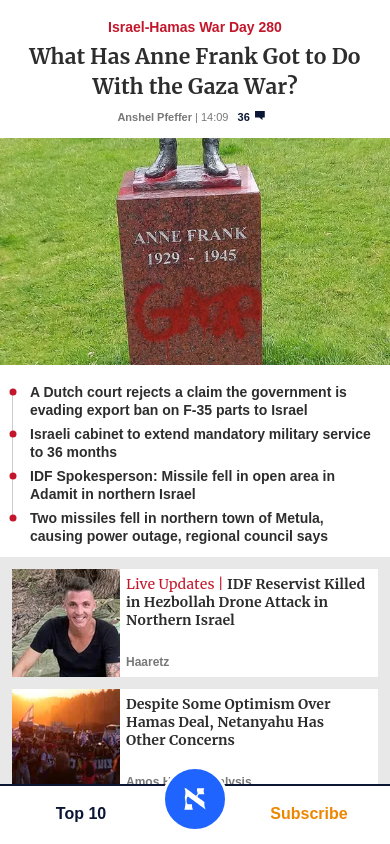 Israel-Hamas War Day 280
What Has Anne Frank Got to Do
With the Gaza War?
Anshel Pfeffer | 14:09 36
ANNE FRANK
1929 - 1945
GAZA
A Dutch court rejects a claim the government is
evading export ban on F-35 parts to Israel
Israeli cabinet to extend mandatory military service
to 36 months
IDF Spokesperson: Missile fell in open area in
Adamit in northern Israel
Two missiles fell in northern town of Metula,
causing power outage, regional council says
Live Updates | IDF Reservist Killed
in Hezbollah Drone Attack in
Northern Israel
Haaretz
Despite Some Optimism Over
Hamas Deal, Netanyahu Has
Other Concerns
Amos
Top 10
Subscribe